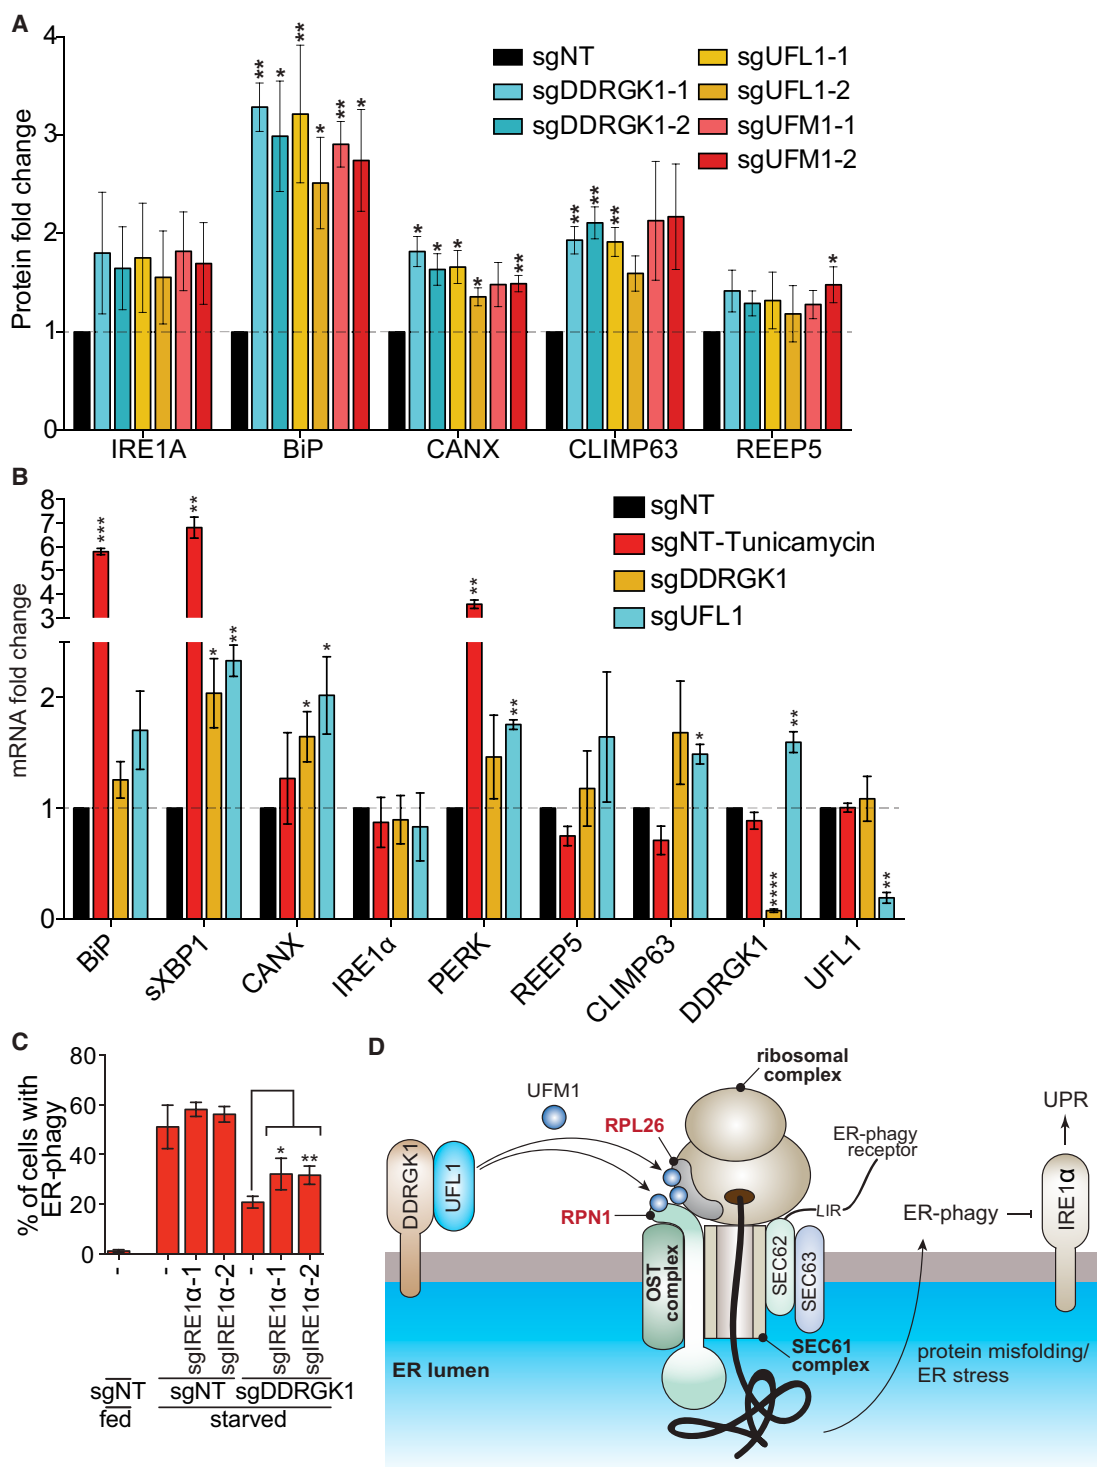 A
Protein fold change
4
3
2
1
0
** * ** * ** *
* * * * **
** ** **
*
sgNT
sgDDRGK1-1
sgDDRGK1-2
sgUFL1-1
sgUFL1-2
sgUFM1-1
sgUFM1-2
IRE1A BiP CANX CLIMP63 REEP5
B
mRNA fold change
8
7
6
5
4
3
2
1
0
***
** * **
* *
** **
*
**** **
**
sgNT
sgNT-Tunicamycin
sgDDRGK1
sgUFL1
BiP sXBP1 CANX IRE1α PERK REEP5 CLIMP63 DDRGK1 UFL1
C
% of cells with
ER-phagy
80
60
40
20
0
* **
- - sgIRE1α-1 sgIRE1α-2 - sgIRE1α-1 sgIRE1α-2
sgNT sgNT sgDDRGK1
fed starved
D
ribosomal
complex
UFM1
RPL26
RPN1
DDRGK1
UFL1
ER-phagy
receptor
LIR
UPR
ER-phagy
IRE1α
OST
complex
SEC62
SEC63
SEC61
complex
ER lumen
protein misfolding/
ER stress